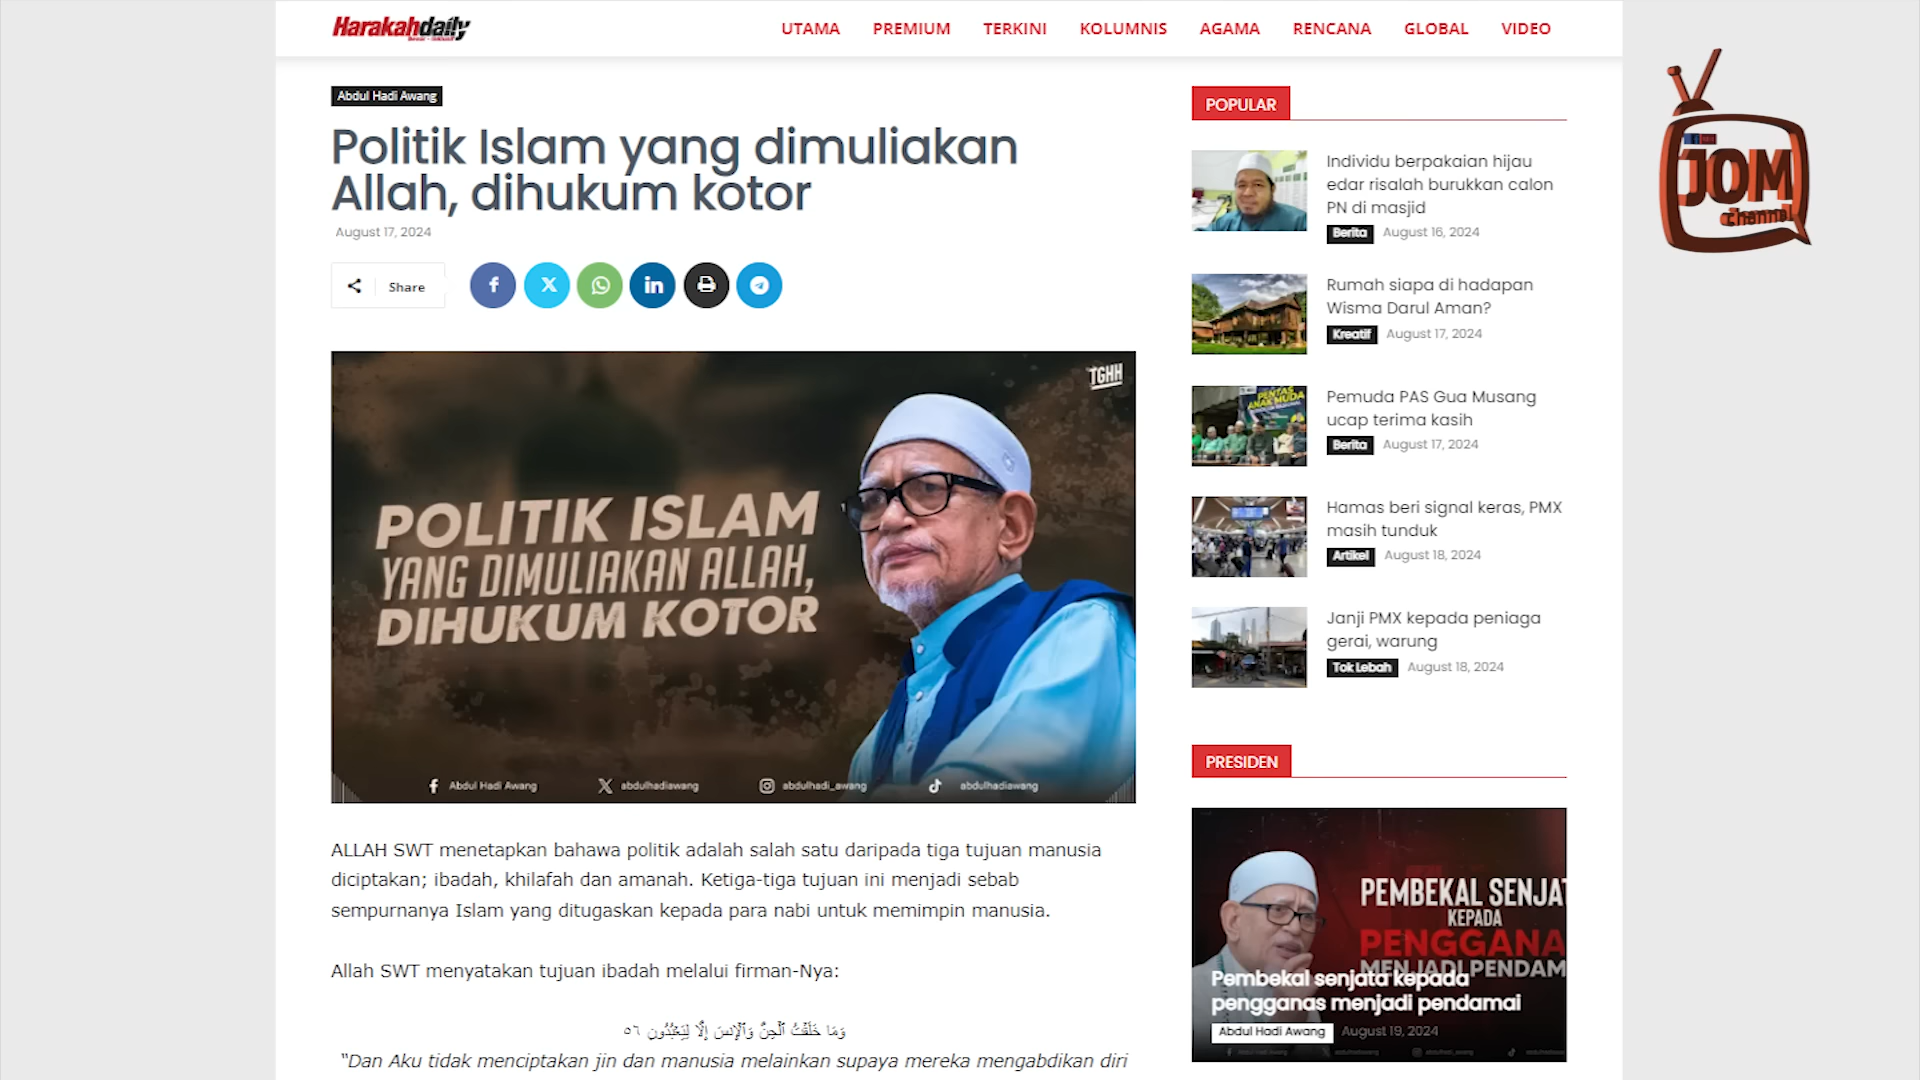 Harakahdaily
UTAMA PREMIUM TERKINI KOLUMNIS AGAMA RENCANA GLOBAL VIDEO
Abdul Hadi Awang
Politik Islam yang dimuliakan
Allah, dihukum kotor
August 17, 2024
Share
TGHH
POLITIK ISLAM
YANG DIMULIAKAN ALLAH,
DIHUKUM KOTOR
Abdul Hadi Awang abdulhadiawang abdulhadi_awang abdulhadiawang
ALLAH SWT menetapkan bahawa politik adalah salah satu daripada tiga tujuan manusia
diciptakan; ibadah, khilafah dan amanah. Ketiga-tiga tujuan ini menjadi sebab
sempurnanya Islam yang ditugaskan kepada para nabi untuk memimpin manusia.
Allah SWT menyatakan tujuan ibadah melalui firman-Nya:
وَمَا خَلَقْتُ ٱلْجِنَّ وَٱلْإِنسَ إِلَّا لِيَعْبُدُونِ ٥٦
“Dan Aku tidak menciptakan jin dan manusia melainkan supaya mereka mengabdikan diri
POPULAR
Individu berpakaian hijau
edar risalah burukkan calon
PN di masjid
Berita August 16, 2024
Rumah siapa di hadapan
Wisma Darul Aman?
Kreatif August 17, 2024
PENTAS
ANAK MUDA
Pemuda PAS Gua Musang
ucap terima kasih
Berita August 17, 2024
Hamas beri signal keras, PMX
masih tunduk
Artikel August 18, 2024
Janji PMX kepada peniaga
gerai, warung
Tok Lebah August 18, 2024
PRESIDEN
PEMBEKAL SENJAT
KEPADA
PENGGANA
MENJADI PENDAM
Pembekal senjata kepada
pengganas menjadi pendamai
Abdul Hadi Awang August 19, 2024
JOM
channel